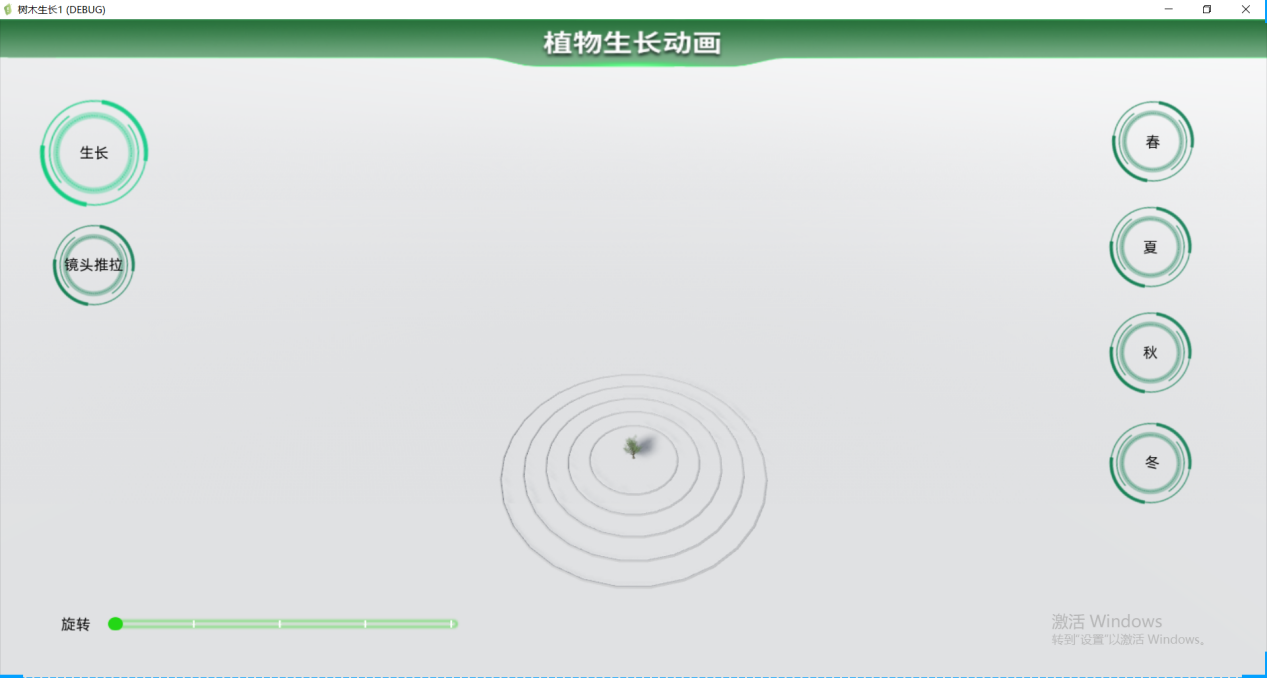 树木生长1 (DEBUG)
植物生长动画
生长
镜头推拉
春
夏
秋
冬
旋转
激活 Windows
转到"设置"以激活 Windows。